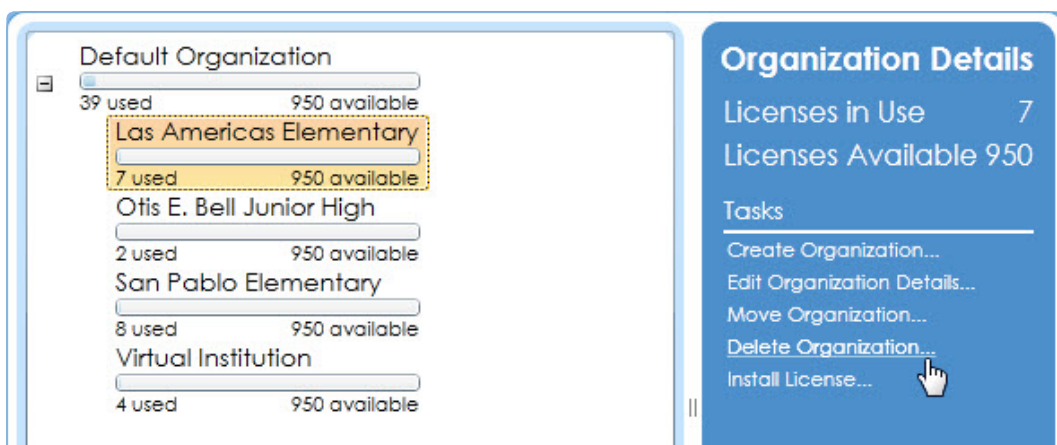 Default Organization
39 used 950 available
Las Americas Elementary
7 used 950 available
Otis E. Bell Junior High
2 used 950 available
San Pablo Elementary
8 used 950 available
Virtual Institution
4 used 950 available
Organization Details
Licenses in Use 7
Licenses Available 950
Tasks
Create Organization...
Edit Organization Details...
Move Organization...
Delete Organization...
Install License...